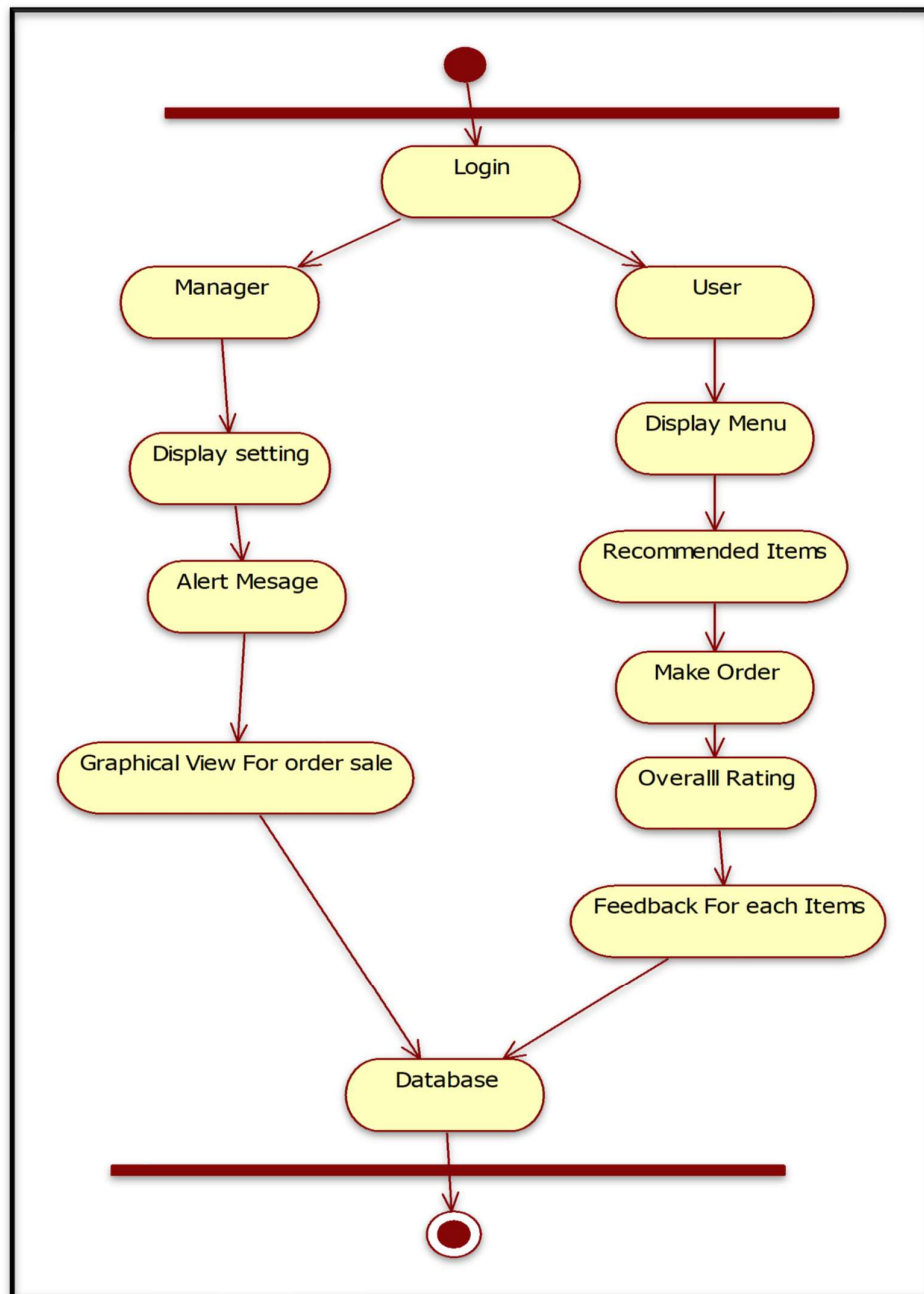 Login
Manager
User
Display setting
Display Menu
Alert Mesage
Recommended Items
Make Order
Graphical View For order sale
Overalll Rating
Feedback For each Items
Database